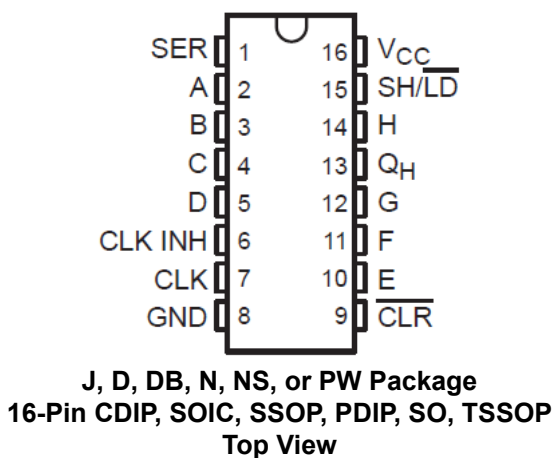 SER 1 16 VCC
A 2 15 SH/L̅D̅
B 3 14 H
C 4 13 QH
D 5 12 G
CLK INH 6 11 F
CLK 7 10 E
GND 8 9 C̅L̅R̅
J, D, DB, N, NS, or PW Package
16-Pin CDIP, SOIC, SSOP, PDIP, SO, TSSOP
Top View